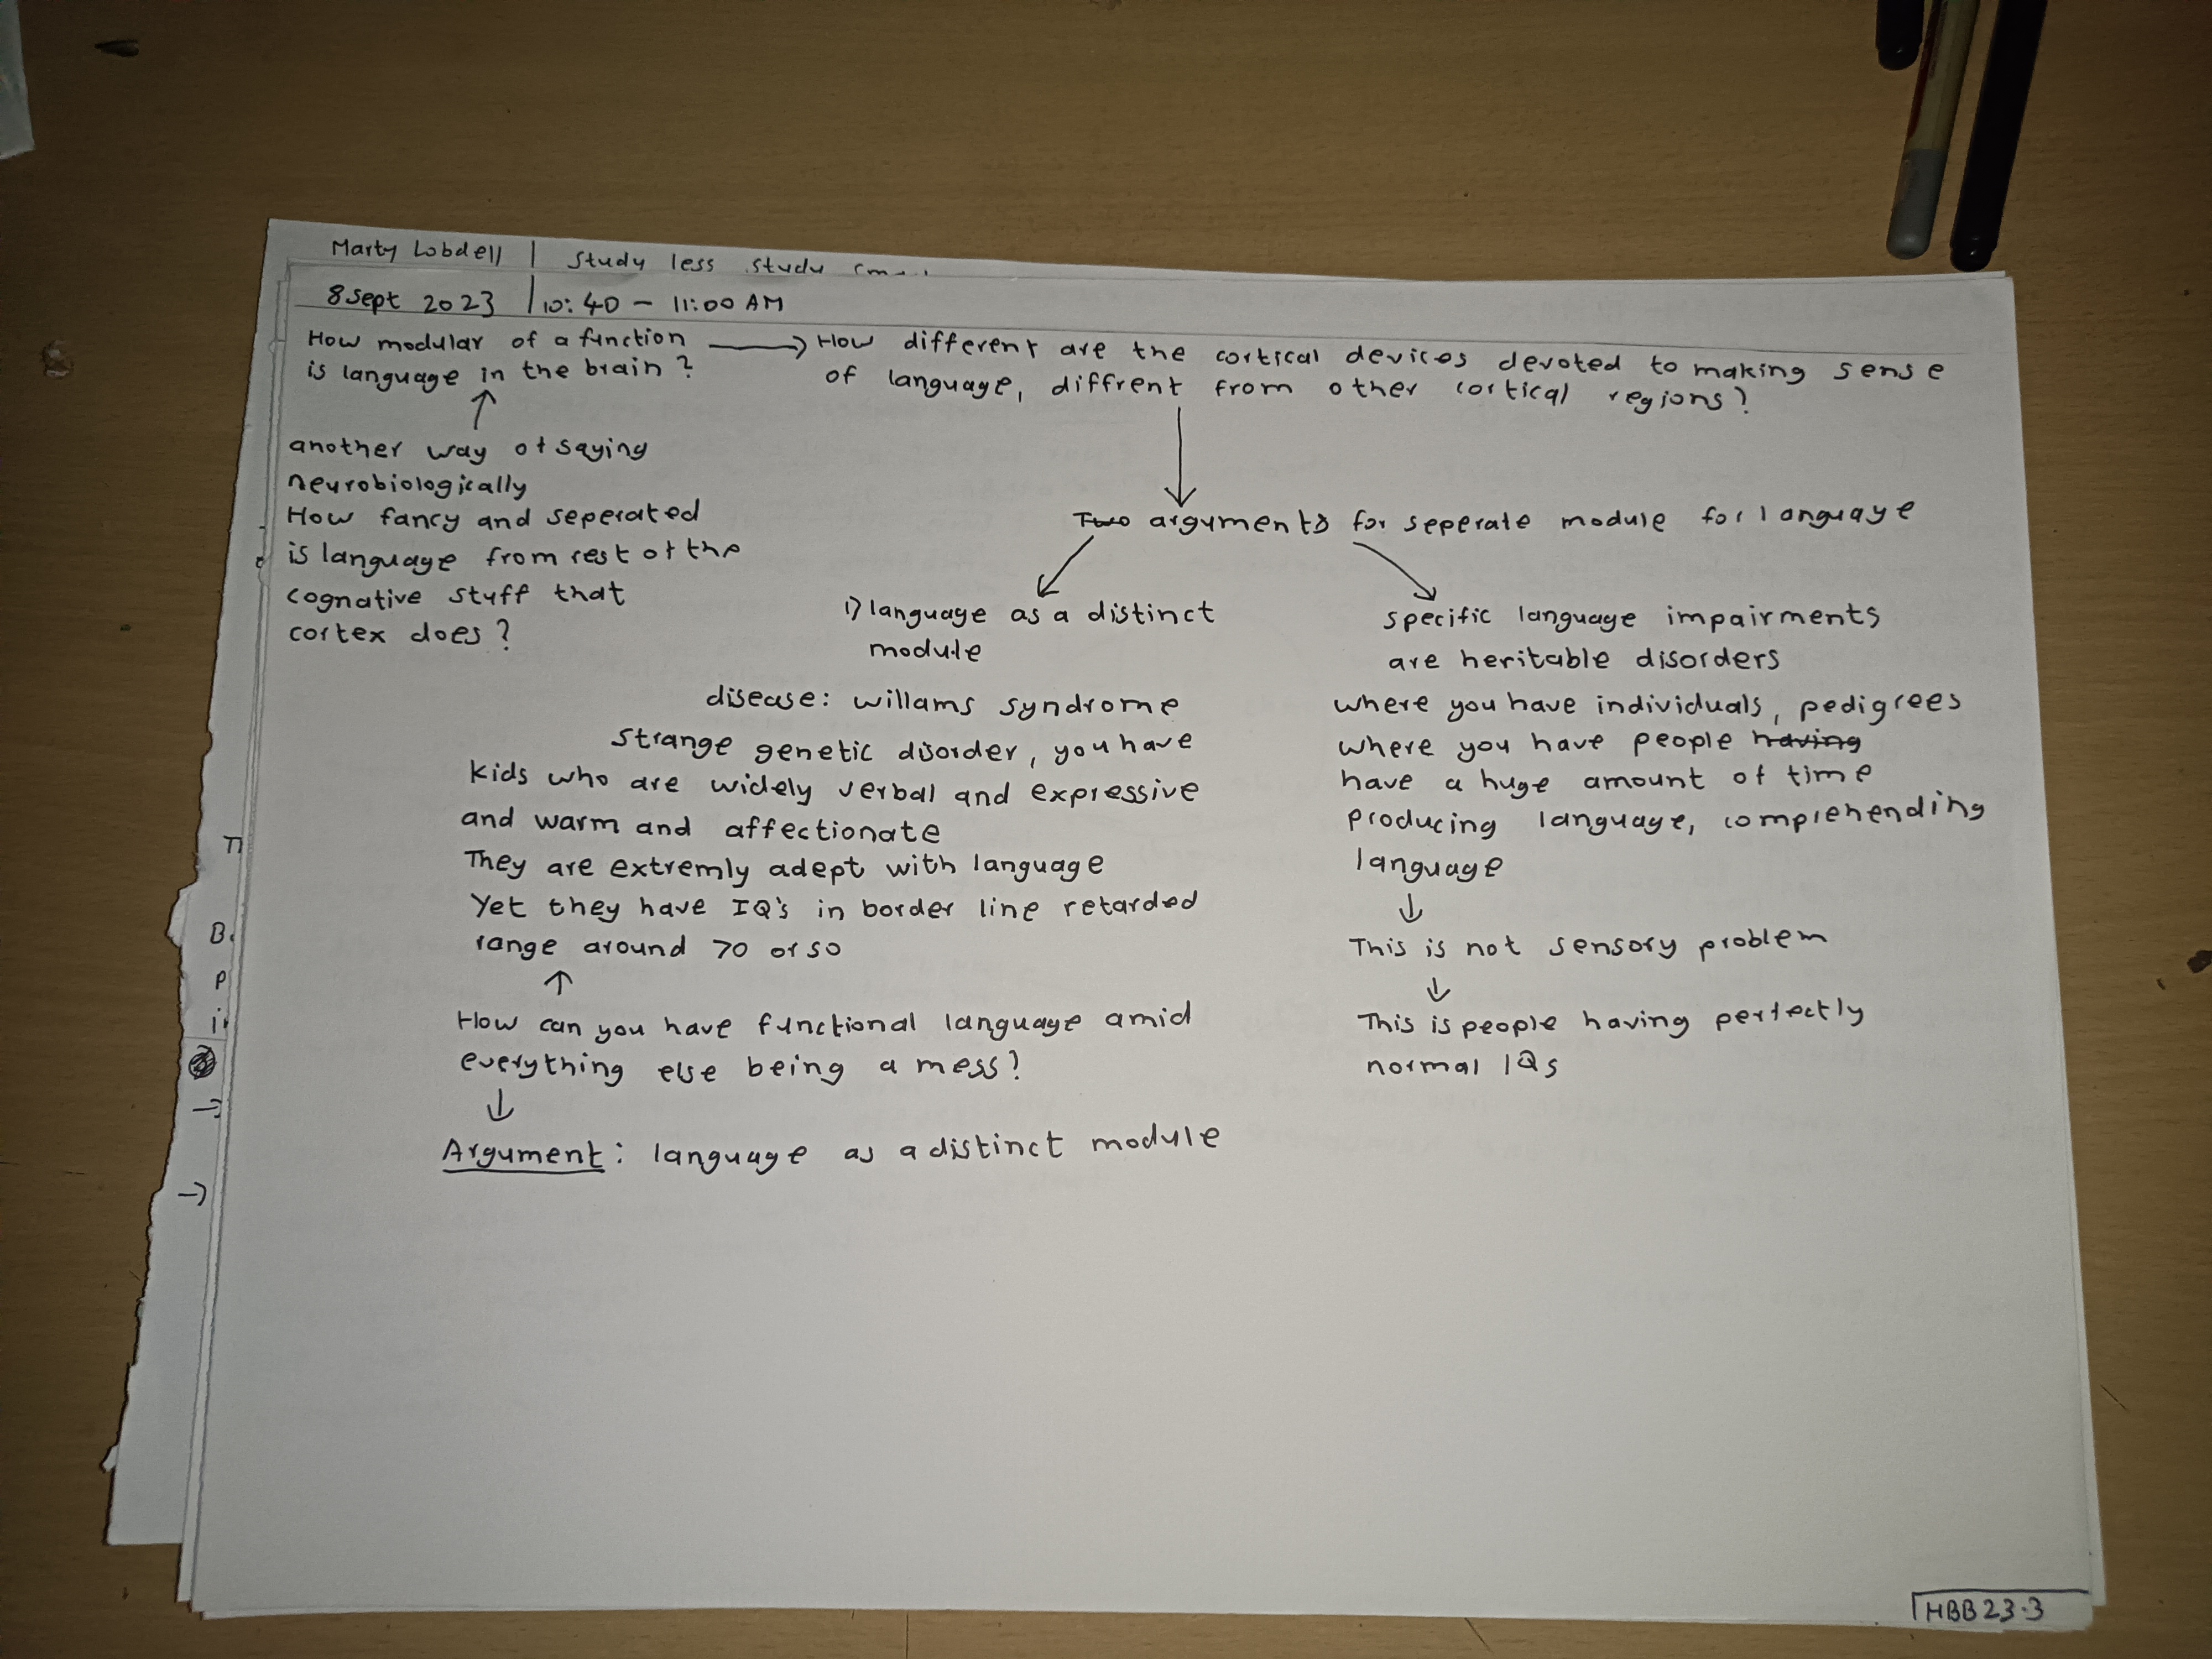 Marty Lobdell | Study less study
8 Sept 2023 | 10:40 - 11:00 AM
How modular of a function
is language in the brain?
→ How different are the cortical devices devoted to making sense
of language, diffrent from other cortical regions?
another way of saying
neurobiologically
How fancy and seperated
is language from rest of the
cognative stuff that
cortex does?
Two arguments for seperate module for language
1) language as a distinct
module
disease: willams syndrome
strange genetic disorder, you have
kids who are widely verbal and expressive
and warm and affectionate
They are extremly adept with language
Yet they have IQ's in border line retarded
range around 70 or so
↑
How can you have functional language amid
everything else being a mess?
↓
Argument: language as a distinct module
specific language impairments
are heritable disorders
where you have individuals, pedigrees
where you have people having
have a huge amount of time
producing language, comprehending
language
↓
This is not sensory problem
↓
This is people having perfectly
normal IQs
HBB23.3